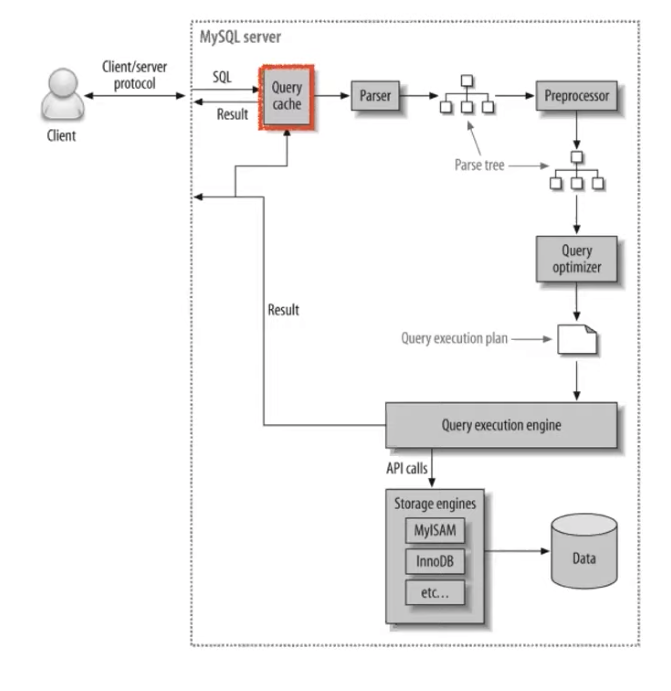 MySQL server
Client/server
protocol
SQL
Result
Query
cache
Parser
Preprocessor
Client
Parse tree
Query
optimizer
Result
Query execution plan
Query execution engine
API calls
Storage engines
MyISAM
InnoDB
etc...
Data